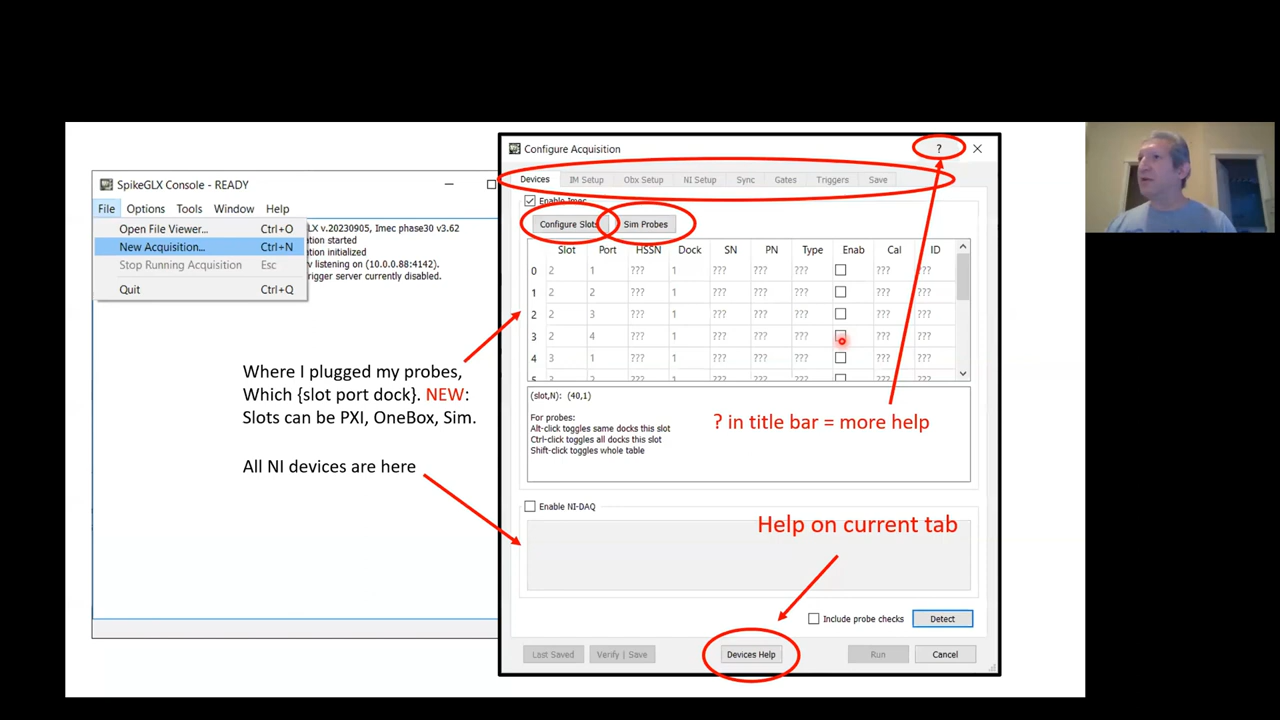 SpikeGLX Console - READY
File Options Tools Window Help
Open File Viewer... Ctrl+O
New Acquisition... Ctrl+N
Stop Running Acquisition Esc
Quit Ctrl+Q
LX v.20230905, Imec phase30 v3.62
tion started
tion initialized
listening on (10.0.0.88:4142).
rigger server currently disabled.
Where I plugged my probes,
Which {slot port dock}. NEW:
Slots can be PXI, OneBox, Sim.
All NI devices are here
Configure Acquisition ?
Devices IM Setup Obx Setup NI Setup Sync Gates Triggers Save
Enable Imec
Configure Slots Sim Probes
Slot Port HSSN Dock SN PN Type Enab Cal ID
0 2 1 ??? 1 ??? ??? ??? ??? ???
1 2 2 ??? 1 ??? ??? ??? ??? ???
2 2 3 ??? 1 ??? ??? ??? ??? ???
3 2 4 ??? 1 ??? ??? ??? ??? ???
4 3 1 ??? 1 ??? ??? ??? ??? ???
(slot,N): (40,1)
For probes:
Alt-click toggles same docks this slot
Ctrl-click toggles all docks this slot
Shift-click toggles whole table
? in title bar = more help
Enable NI-DAQ
Help on current tab
Include probe checks Detect
Last Saved Verify | Save Devices Help Run Cancel